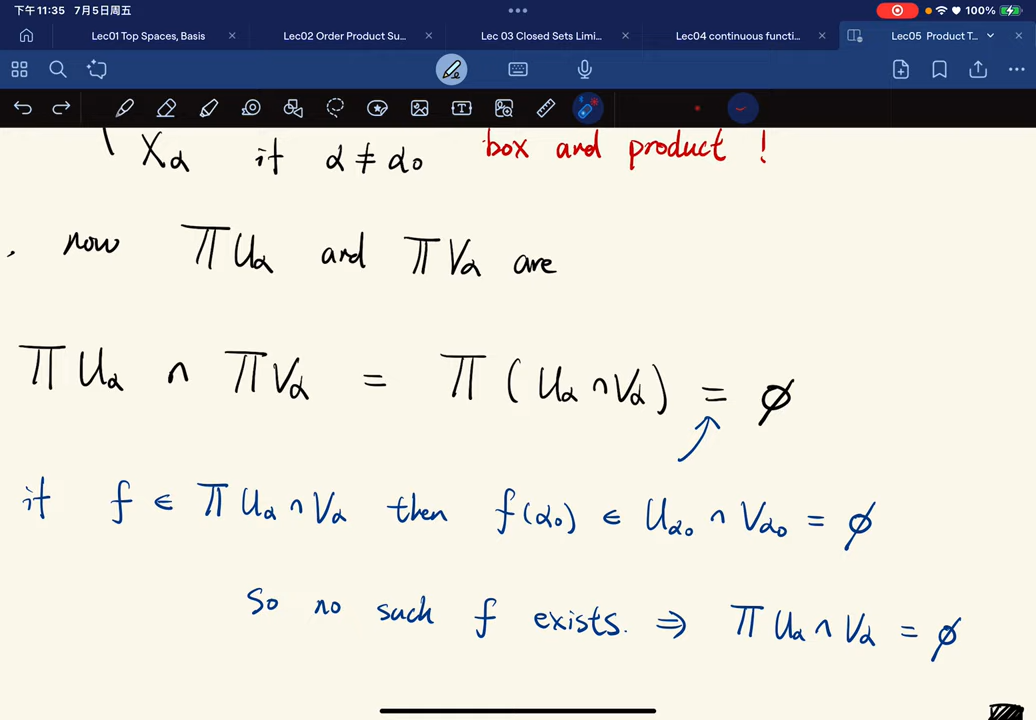 下午11:35 7月5日周五
100%
Lec01 Top Spaces, Basis
Lec02 Order Product Su...
Lec 03 Closed Sets Limi...
Lec04 continuous functi...
Lec05 Product T...
Xα if α ≠ α₀ box and product !
, now ΠUα and ΠVα are
ΠUα ∩ ΠVα = Π(Uα∩Vα) = ∅
if f ∈ ΠUα∩Vα then f(α₀) ∈ Uα₀ ∩ Vα₀ = ∅
So no such f exists. ⇒ ΠUα∩Vα = ∅